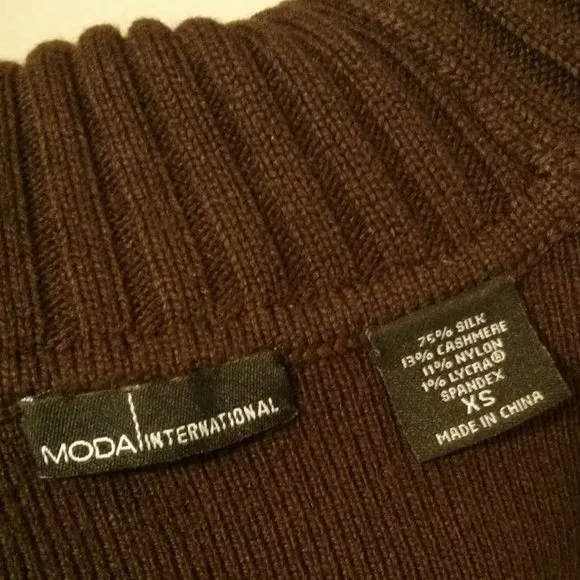 MODA INTERNATIONAL
75% SILK
13% CASHMERE
11% NYLON
1% LYCRA®
SPANDEX
XS
MADE IN CHINA